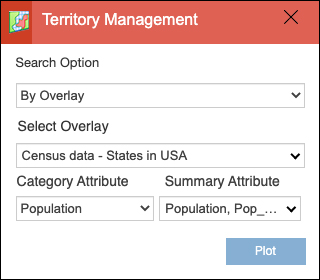 Territory Management
Search Option
By Overlay
Select Overlay
Census data - States in USA
Category Attribute Summary Attribute
Population Population, Pop_...
Plot